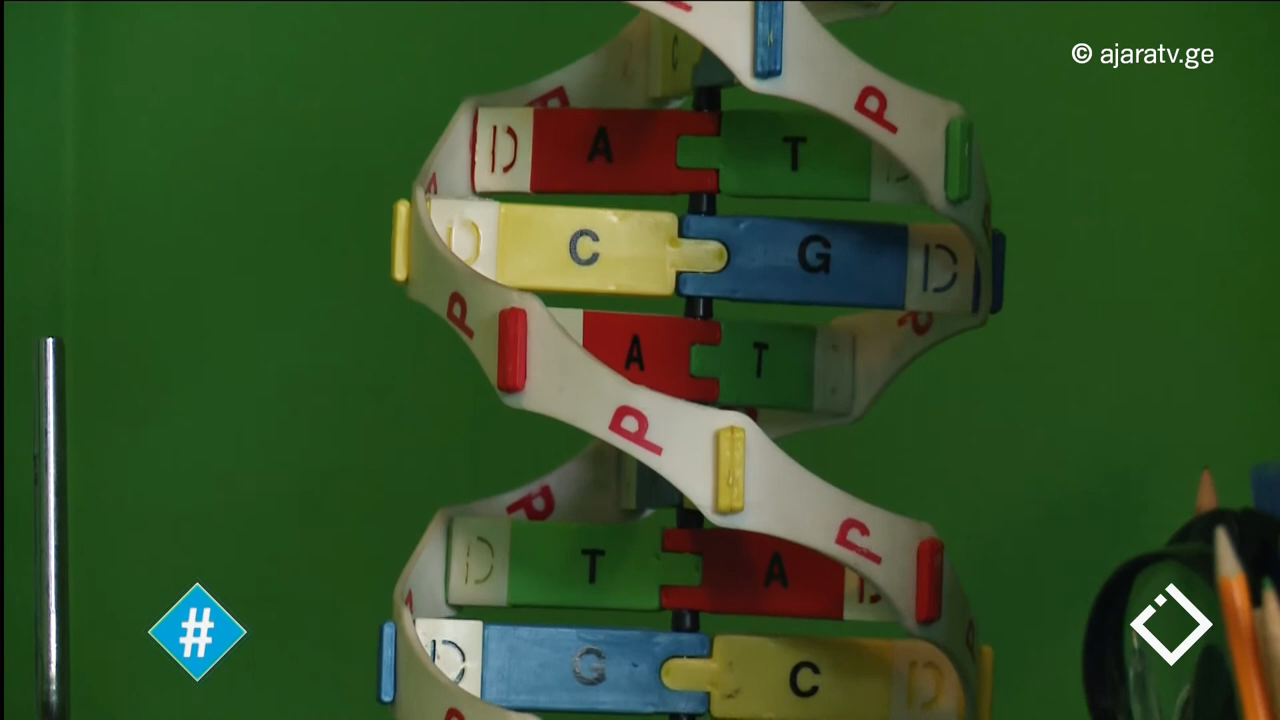 © ajaratv.ge
C
P
D A T D
P
D C G D
P
A T
P
P
P
D T A D
D G C D
#